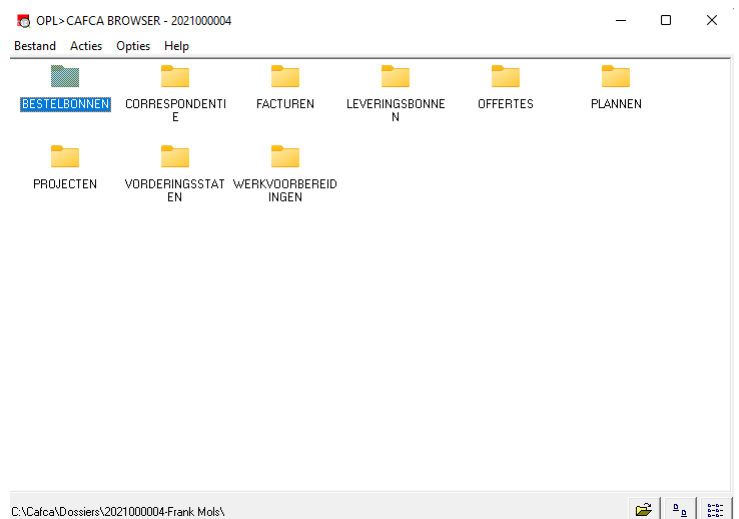 OPL>CAFCA BROWSER - 2021000004
Bestand Acties Opties Help
BESTELBONNEN
CORRESPONDENTI
E
FACTUREN
LEVERINGSBONNE
N
OFFERTES
PLANNEN
PROJECTEN
VORDERINGSSTAT
EN
WERKVOORBEREID
INGEN
C:\Cafca\Dossiers\2021000004-Frank Mols\